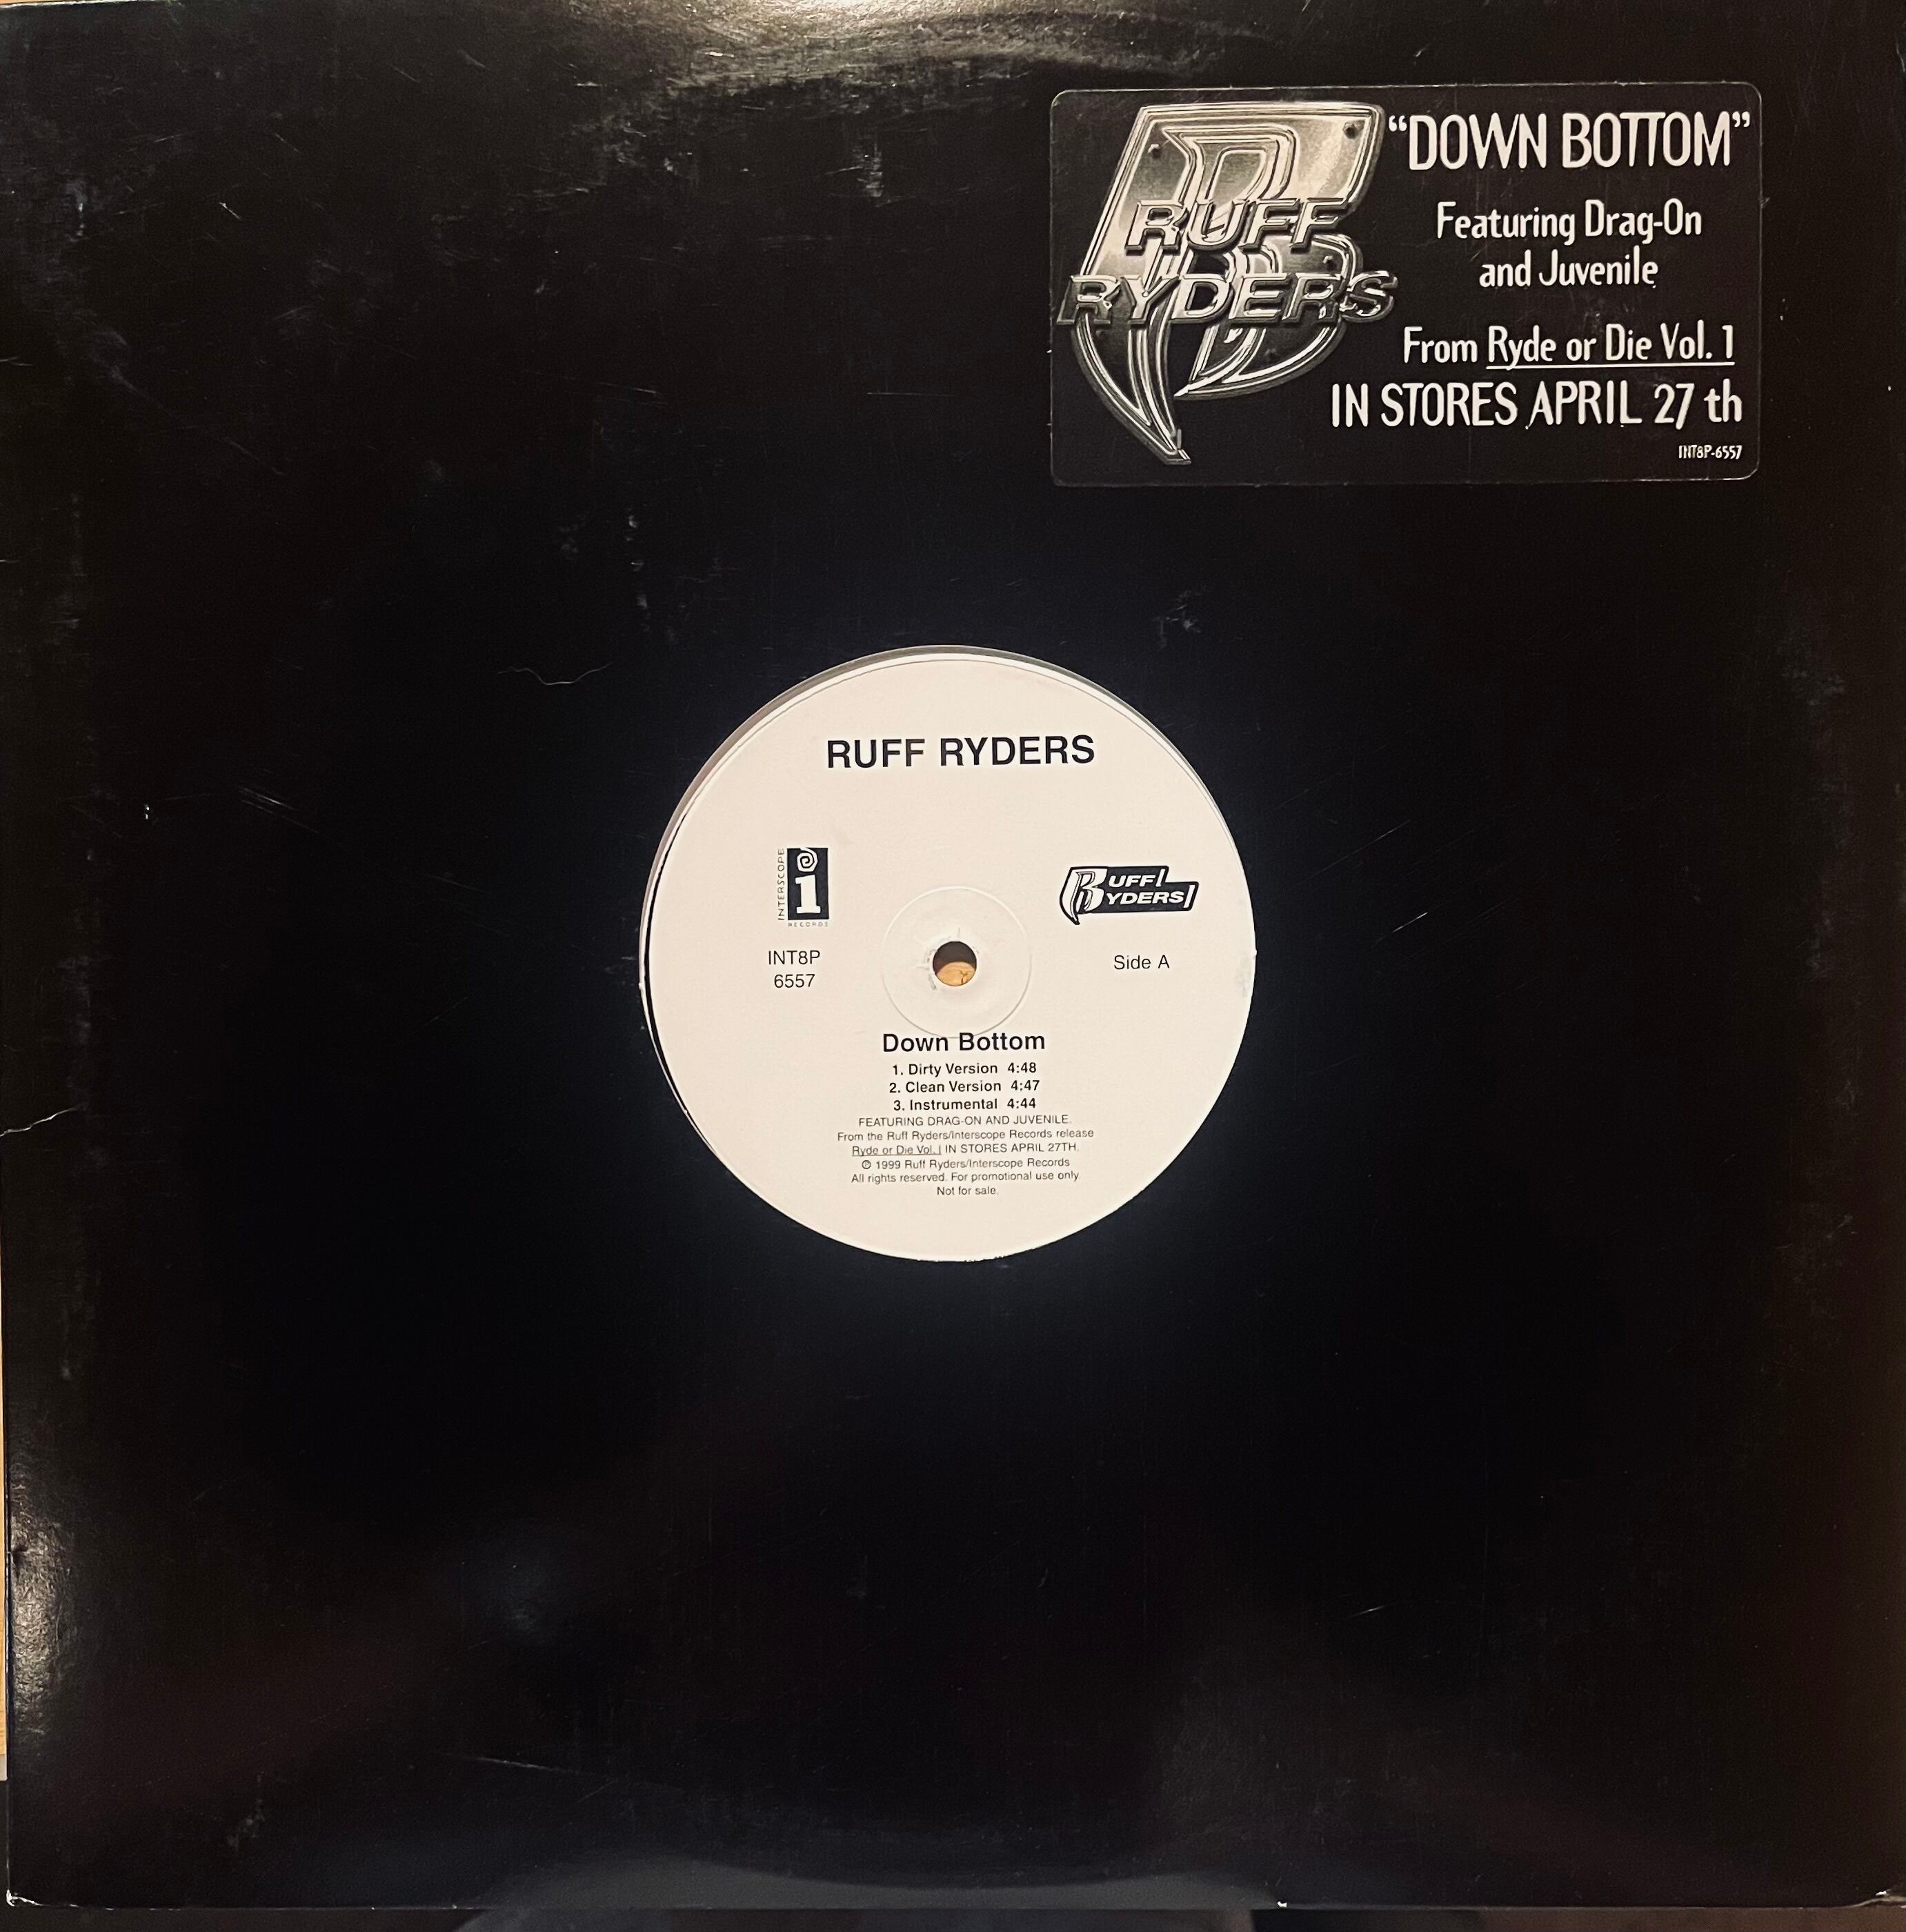 “DOWN BOTTOM”
RUFF
RYDERS
Featuring Drag-On
and Juvenile
From Ryde or Die Vol. 1
IN STORES APRIL 27 th
INT8P-6557
RUFF RYDERS
INTERSCOPE
RECORDS
RUFF
RYDERS
INT8P
6557
Side A
Down Bottom
1. Dirty Version 4:48
2. Clean Version 4:47
3. Instrumental 4:44
FEATURING DRAG-ON AND JUVENILE.
From the Ruff Ryders/Interscope Records release
Ryde or Die Vol. I IN STORES APRIL 27TH.
℗ 1999 Ruff Ryders/Interscope Records
All rights reserved. For promotional use only.
Not for sale.